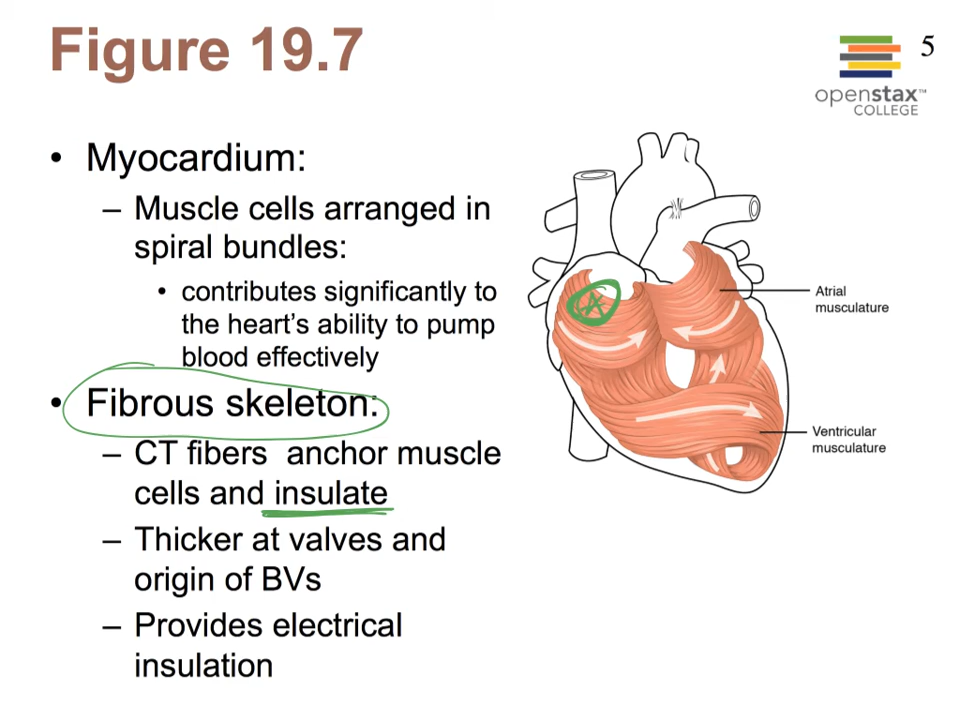 Figure 19.7
openstax™
COLLEGE
5
• Myocardium:
– Muscle cells arranged in
spiral bundles:
• contributes significantly to
the heart's ability to pump
blood effectively
• Fibrous skeleton:
– CT fibers anchor muscle
cells and insulate
– Thicker at valves and
origin of BVs
– Provides electrical
insulation
Atrial
musculature
Ventricular
musculature